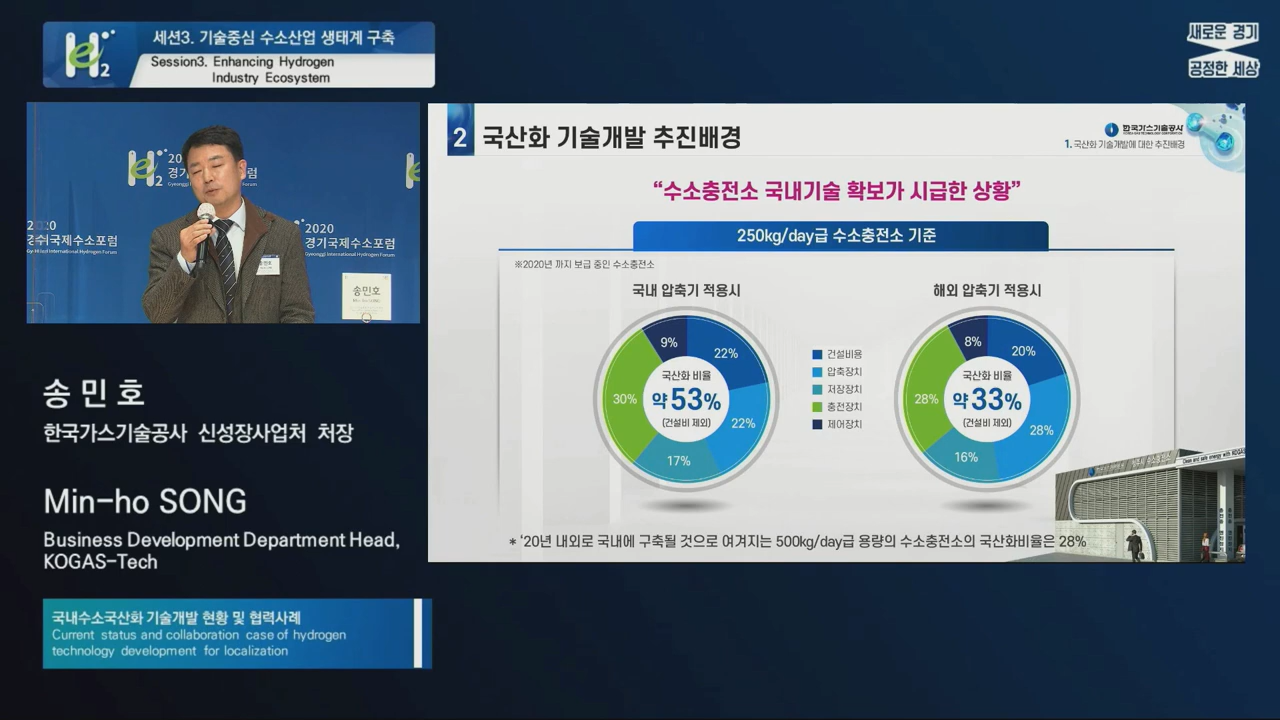 H2
e
세션3. 기술중심 수소산업 생태계 구축
Session3. Enhancing Hydrogen
Industry Ecosystem
새로운 경기
공정한 세상
2020
경기국제수소포럼
Gyeonggi International Hydrogen Forum
송민호
송 민 호
한국가스기술공사 신성장사업처 처장
Min-ho SONG
Business Development Department Head,
KOGAS-Tech
국내수소국산화 기술개발 현황 및 협력사례
Current status and collaboration case of hydrogen
technology development for localization
2 국산화 기술개발 추진배경
한국가스기술공사
1. 국산화 기술개발에 대한 추진배경
“수소충전소 국내기술 확보가 시급한 상황”
250kg/day급 수소충전소 기준
※2020년 까지 보급 중인 수소충전소
국내 압축기 적용시
9%
22%
30%
국산화 비율
약 53%
(건설비 제외)
22%
17%
건설비용
압축장치
저장장치
충전장치
제어장치
해외 압축기 적용시
8%
20%
28%
국산화 비율
약 33%
(건설비 제외)
28%
16%
* ‘20년 내외로 국내에 구축될 것으로 여겨지는 500kg/day급 용량의 수소충전소의 국산화비율은 28%